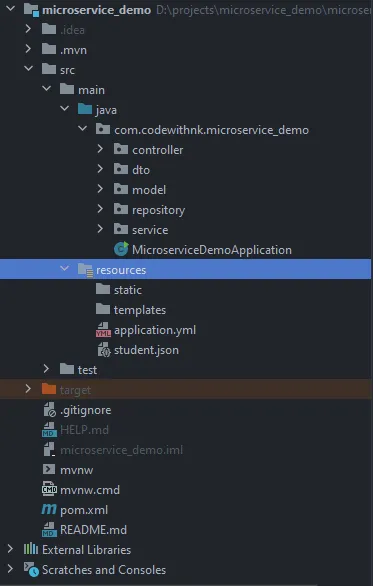 microservice_demo D:\projects\microservice_demo\micros
.idea
.mvn
src
main
java
com.codewithnk.microservice_demo
controller
dto
model
repository
service
MicroserviceDemoApplication
resources
static
templates
application.yml
student.json
test
target
.gitignore
HELP.md
microservice_demo.iml
mvnw
mvnw.cmd
pom.xml
README.md
External Libraries
Scratches and Consoles